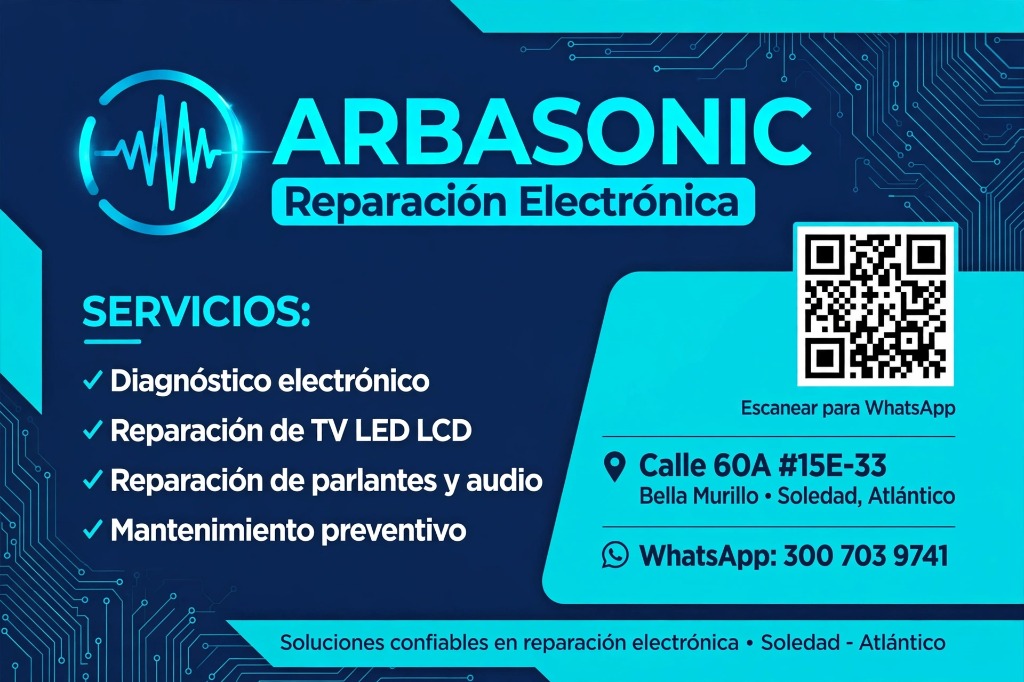 ARBASONIC
Reparación Electrónica
SERVICIOS:
✓ Diagnóstico electrónico
✓ Reparación de TV LED LCD
✓ Reparación de parlantes y audio
✓ Mantenimiento preventivo
Escanear para WhatsApp
Calle 60A #15E-33
Bella Murillo • Soledad, Atlántico
WhatsApp: 300 703 9741
Soluciones confiables en reparación electrónica • Soledad - Atlántico